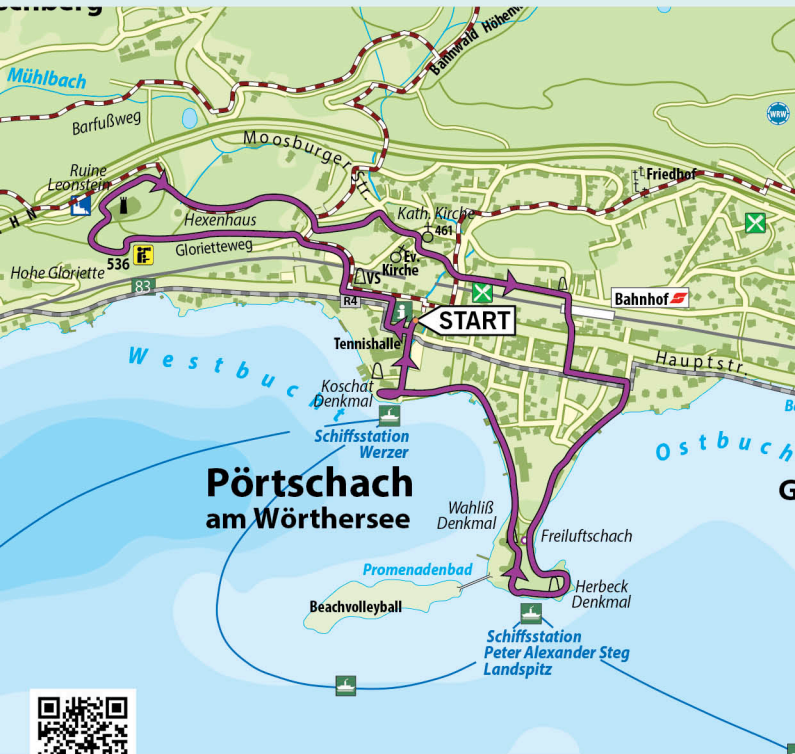 Mühlbach
Barfußweg
Bannwald Höhenw
WRW
Moosburger Str.
Ruine
Leonstein
Friedhof
H N
Hexenhaus
Kath. Kirche
461
Ev.
Kirche
Glorietteweg
536
Hohe Gloriette
VS
83
R4
i
Bahnhof
START
Tennishalle
Hauptstr.
Westbucht
Koschat
Denkmal
Schiffsstation
Werzer
Ostbuch
Pörtschach
am Wörthersee
G
Wahliß
Denkmal
Freiluftschach
Promenadenbad
Beachvolleyball
Herbeck
Denkmal
Schiffsstation
Peter Alexander Steg
Landspitz